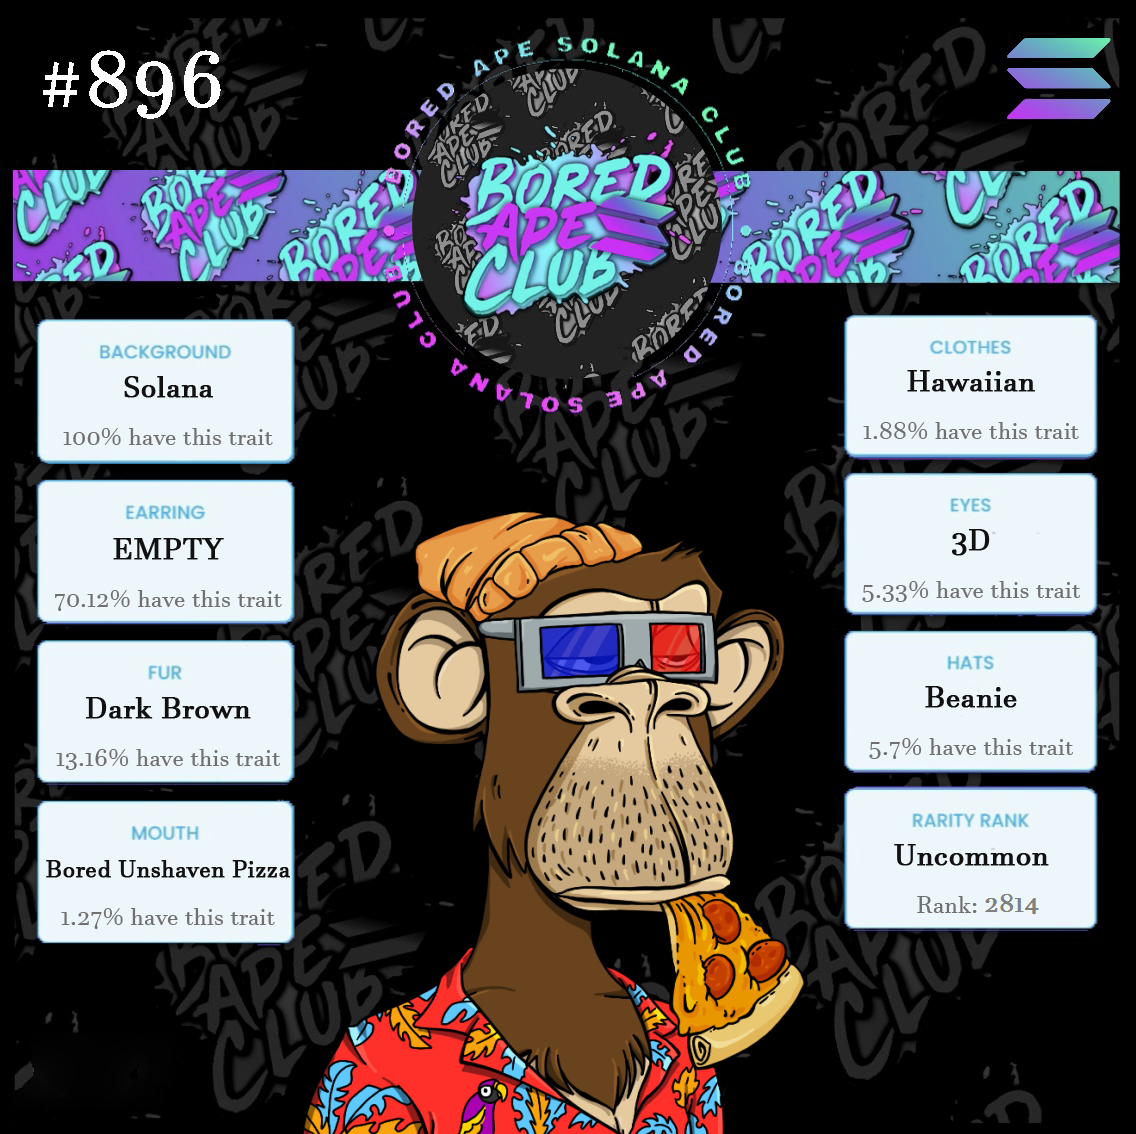 #896
BORED APE SOLANA CLUB
BORED APE SOLANA CLUB
BORED
APE
CLUB
BACKGROUND
Solana
100% have this trait
EARRING
EMPTY
70.12% have this trait
FUR
Dark Brown
13.16% have this trait
MOUTH
Bored Unshaven Pizza
1.27% have this trait
CLOTHES
Hawaiian
1.88% have this trait
EYES
3D
5.33% have this trait
HATS
Beanie
5.7% have this trait
RARITY RANK
Uncommon
Rank: 2814